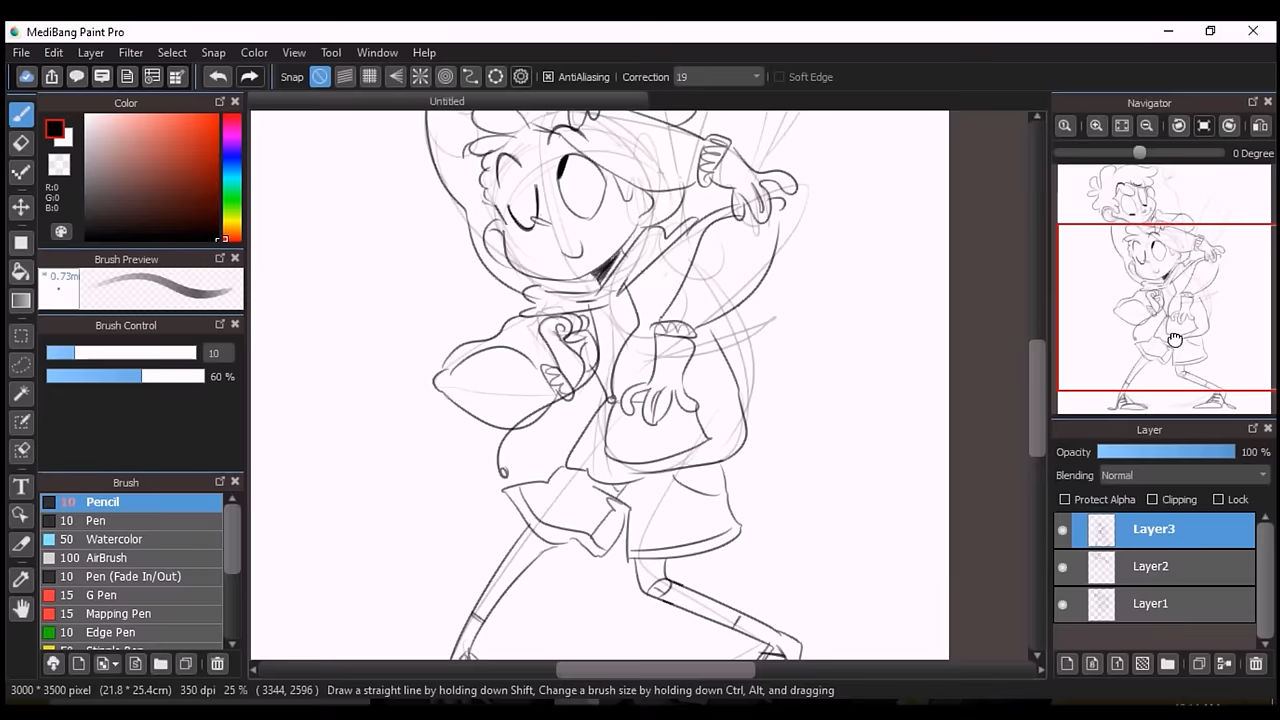 MediBang Paint Pro
File Edit Layer Filter Select Snap Color View Tool Window Help
Snap AntiAliasing Correction 19 Soft Edge
Color
Untitled
Navigator
0 Degree
R:0
G:0
B:0
Brush Preview
* 0.73m
Brush Control
10
60 %
Layer
Opacity 100 %
Blending Normal
Protect Alpha Clipping Lock
Layer3
Layer2
Layer1
Brush
10 Pencil
10 Pen
50 Watercolor
100 AirBrush
10 Pen (Fade In/Out)
15 G Pen
15 Mapping Pen
10 Edge Pen
3000 * 3500 pixel (21.8 * 25.4cm) 350 dpi 25 % ( 3344, 2596 ) Draw a straight line by holding down Shift, Change a brush size by holding down Ctrl, Alt, and dragging